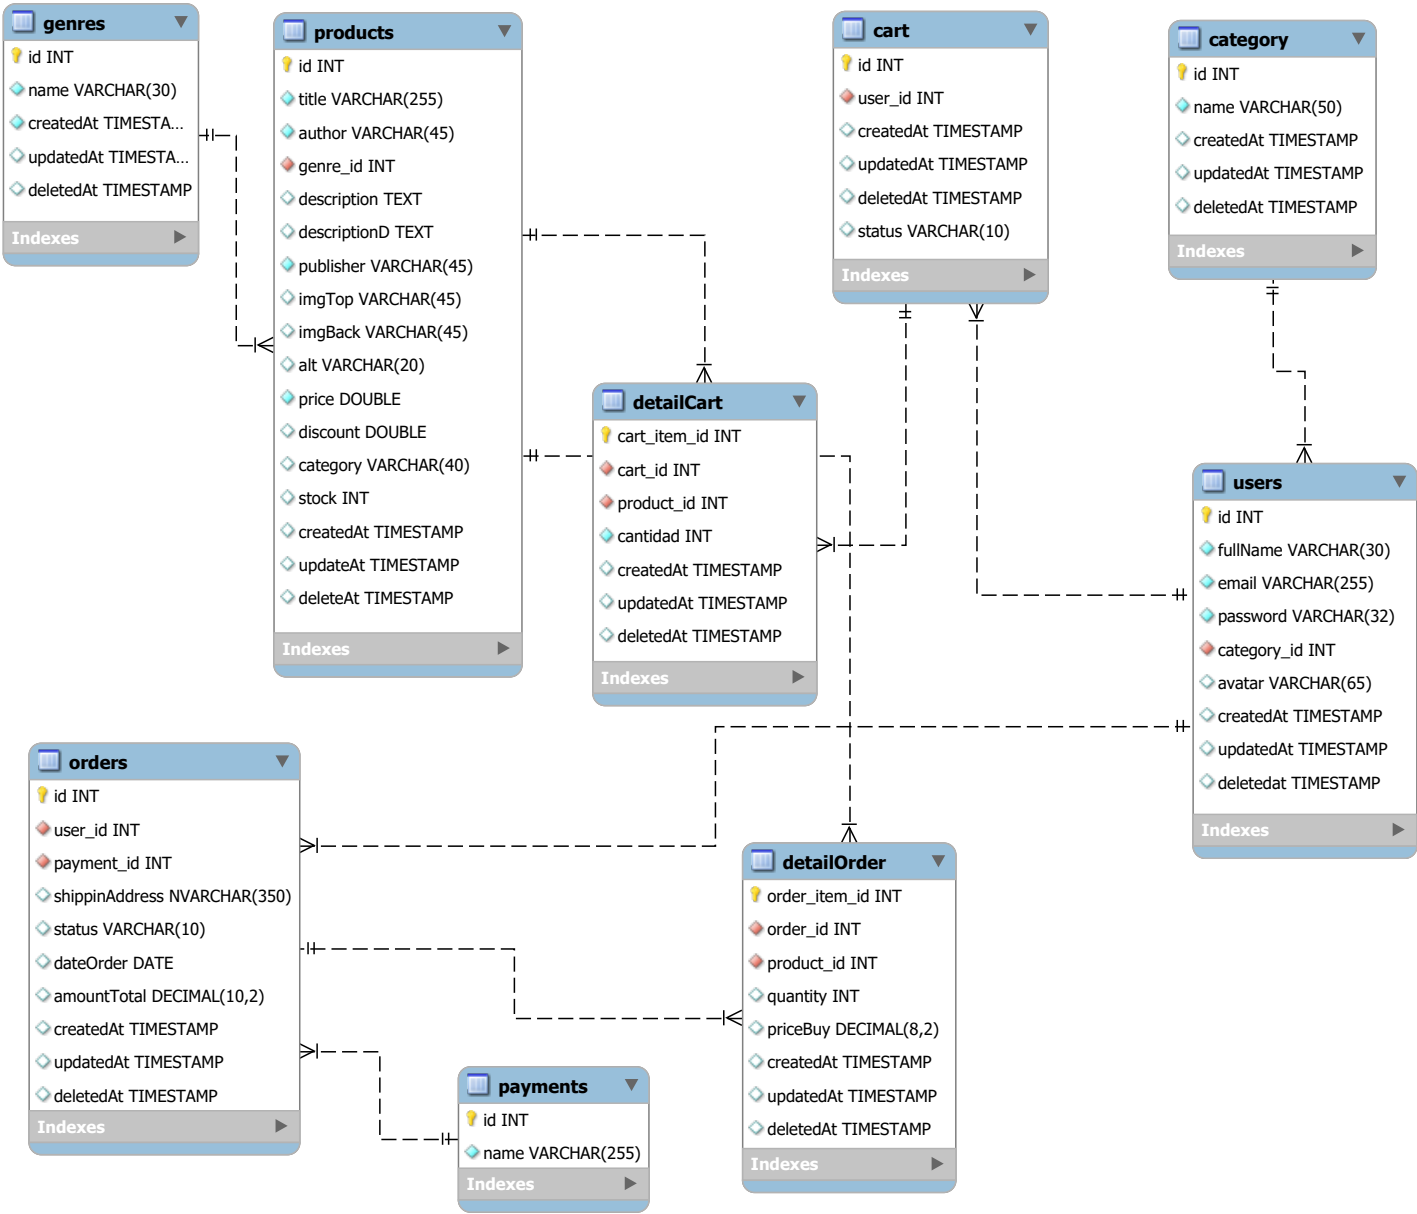 genres
id INT
name VARCHAR(30)
createdAt TIMESTA...
updatedAt TIMESTA...
deletedAt TIMESTAMP
Indexes
products
id INT
title VARCHAR(255)
author VARCHAR(45)
genre_id INT
description TEXT
descriptionD TEXT
publisher VARCHAR(45)
imgTop VARCHAR(45)
imgBack VARCHAR(45)
alt VARCHAR(20)
price DOUBLE
discount DOUBLE
category VARCHAR(40)
stock INT
createdAt TIMESTAMP
updateAt TIMESTAMP
deleteAt TIMESTAMP
Indexes
cart
id INT
user_id INT
createdAt TIMESTAMP
updatedAt TIMESTAMP
deletedAt TIMESTAMP
status VARCHAR(10)
Indexes
category
id INT
name VARCHAR(50)
createdAt TIMESTAMP
updatedAt TIMESTAMP
deletedAt TIMESTAMP
Indexes
detailCart
cart_item_id INT
cart_id INT
product_id INT
cantidad INT
createdAt TIMESTAMP
updatedAt TIMESTAMP
deletedAt TIMESTAMP
Indexes
users
id INT
fullName VARCHAR(30)
email VARCHAR(255)
password VARCHAR(32)
category_id INT
avatar VARCHAR(65)
createdAt TIMESTAMP
updatedAt TIMESTAMP
deletedat TIMESTAMP
Indexes
orders
id INT
user_id INT
payment_id INT
shippinAddress NVARCHAR(350)
status VARCHAR(10)
dateOrder DATE
amountTotal DECIMAL(10,2)
createdAt TIMESTAMP
updatedAt TIMESTAMP
deletedAt TIMESTAMP
Indexes
detailOrder
order_item_id INT
order_id INT
product_id INT
quantity INT
priceBuy DECIMAL(8,2)
createdAt TIMESTAMP
updatedAt TIMESTAMP
deletedAt TIMESTAMP
Indexes
payments
id INT
name VARCHAR(255)
Indexes